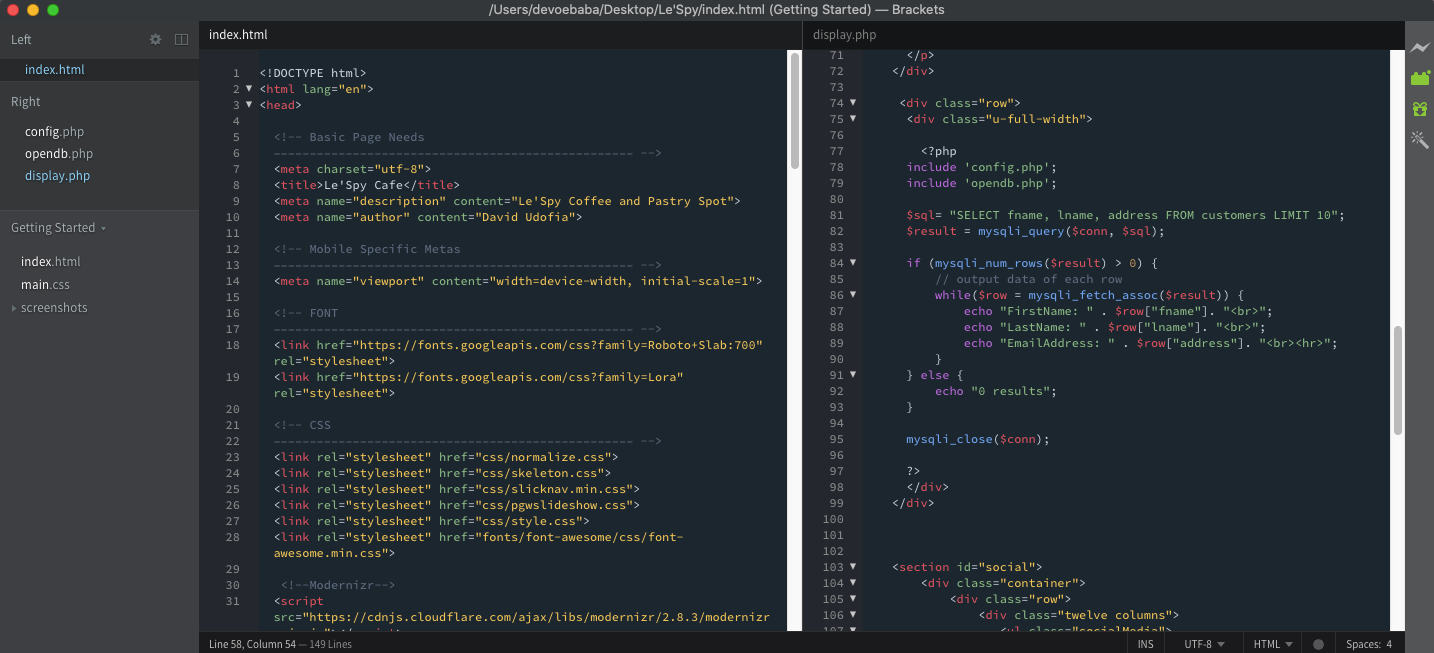 /Users/devoebaba/Desktop/Le'Spy/index.html (Getting Started) — Brackets
Left
index.html
Right
config.php
opendb.php
display.php
Getting Started
index.html
main.css
screenshots
index.html
1 <!DOCTYPE html>
2 <html lang="en">
3 <head>
4
5 <!-- Basic Page Needs
6 –––––––––––––––––––––––––––––––––––––––––––––––––– -->
7 <meta charset="utf-8">
8 <title>Le'Spy Cafe</title>
9 <meta name="description" content="Le'Spy Coffee and Pastry Spot">
10 <meta name="author" content="David Udofia">
11
12 <!-- Mobile Specific Metas
13 –––––––––––––––––––––––––––––––––––––––––––––––––– -->
14 <meta name="viewport" content="width=device-width, initial-scale=1">
15
16 <!-- FONT
17 –––––––––––––––––––––––––––––––––––––––––––––––––– -->
18 <link href="https://fonts.googleapis.com/css?family=Roboto+Slab:700"
rel="stylesheet">
19 <link href="https://fonts.googleapis.com/css?family=Lora"
rel="stylesheet">
20
21 <!-- CSS
22 –––––––––––––––––––––––––––––––––––––––––––––––––– -->
23 <link rel="stylesheet" href="css/normalize.css">
24 <link rel="stylesheet" href="css/skeleton.css">
25 <link rel="stylesheet" href="css/slicknav.min.css">
26 <link rel="stylesheet" href="css/pgwslideshow.css">
27 <link rel="stylesheet" href="css/style.css">
28 <link rel="stylesheet" href="fonts/font-awesome/css/font-
awesome.min.css">
29
30 <!--Modernizr-->
31 <script
src="https://cdnjs.cloudflare.com/ajax/libs/modernizr/2.8.3/modernizr
display.php
71 </p>
72 </div>
73
74 <div class="row">
75 <div class="u-full-width">
76
77 <?php
78 include 'config.php';
79 include 'opendb.php';
80
81 $sql= "SELECT fname, lname, address FROM customers LIMIT 10";
82 $result = mysqli_query($conn, $sql);
83
84 if (mysqli_num_rows($result) > 0) {
85 // output data of each row
86 while($row = mysqli_fetch_assoc($result)) {
87 echo "FirstName: " . $row["fname"]. "<br>";
88 echo "LastName: " . $row["lname"]. "<br>";
89 echo "EmailAddress: " . $row["address"]. "<br><hr>";
90 }
91 } else {
92 echo "0 results";
93 }
94
95 mysqli_close($conn);
96
97 ?>
98 </div>
99 </div>
100
101
102
103 <section id="social">
104 <div class="container">
105 <div class="row">
106 <div class="twelve columns">
107 <ul class="socialMedia">
Line 58, Column 54 — 149 Lines
INS UTF-8 HTML Spaces: 4